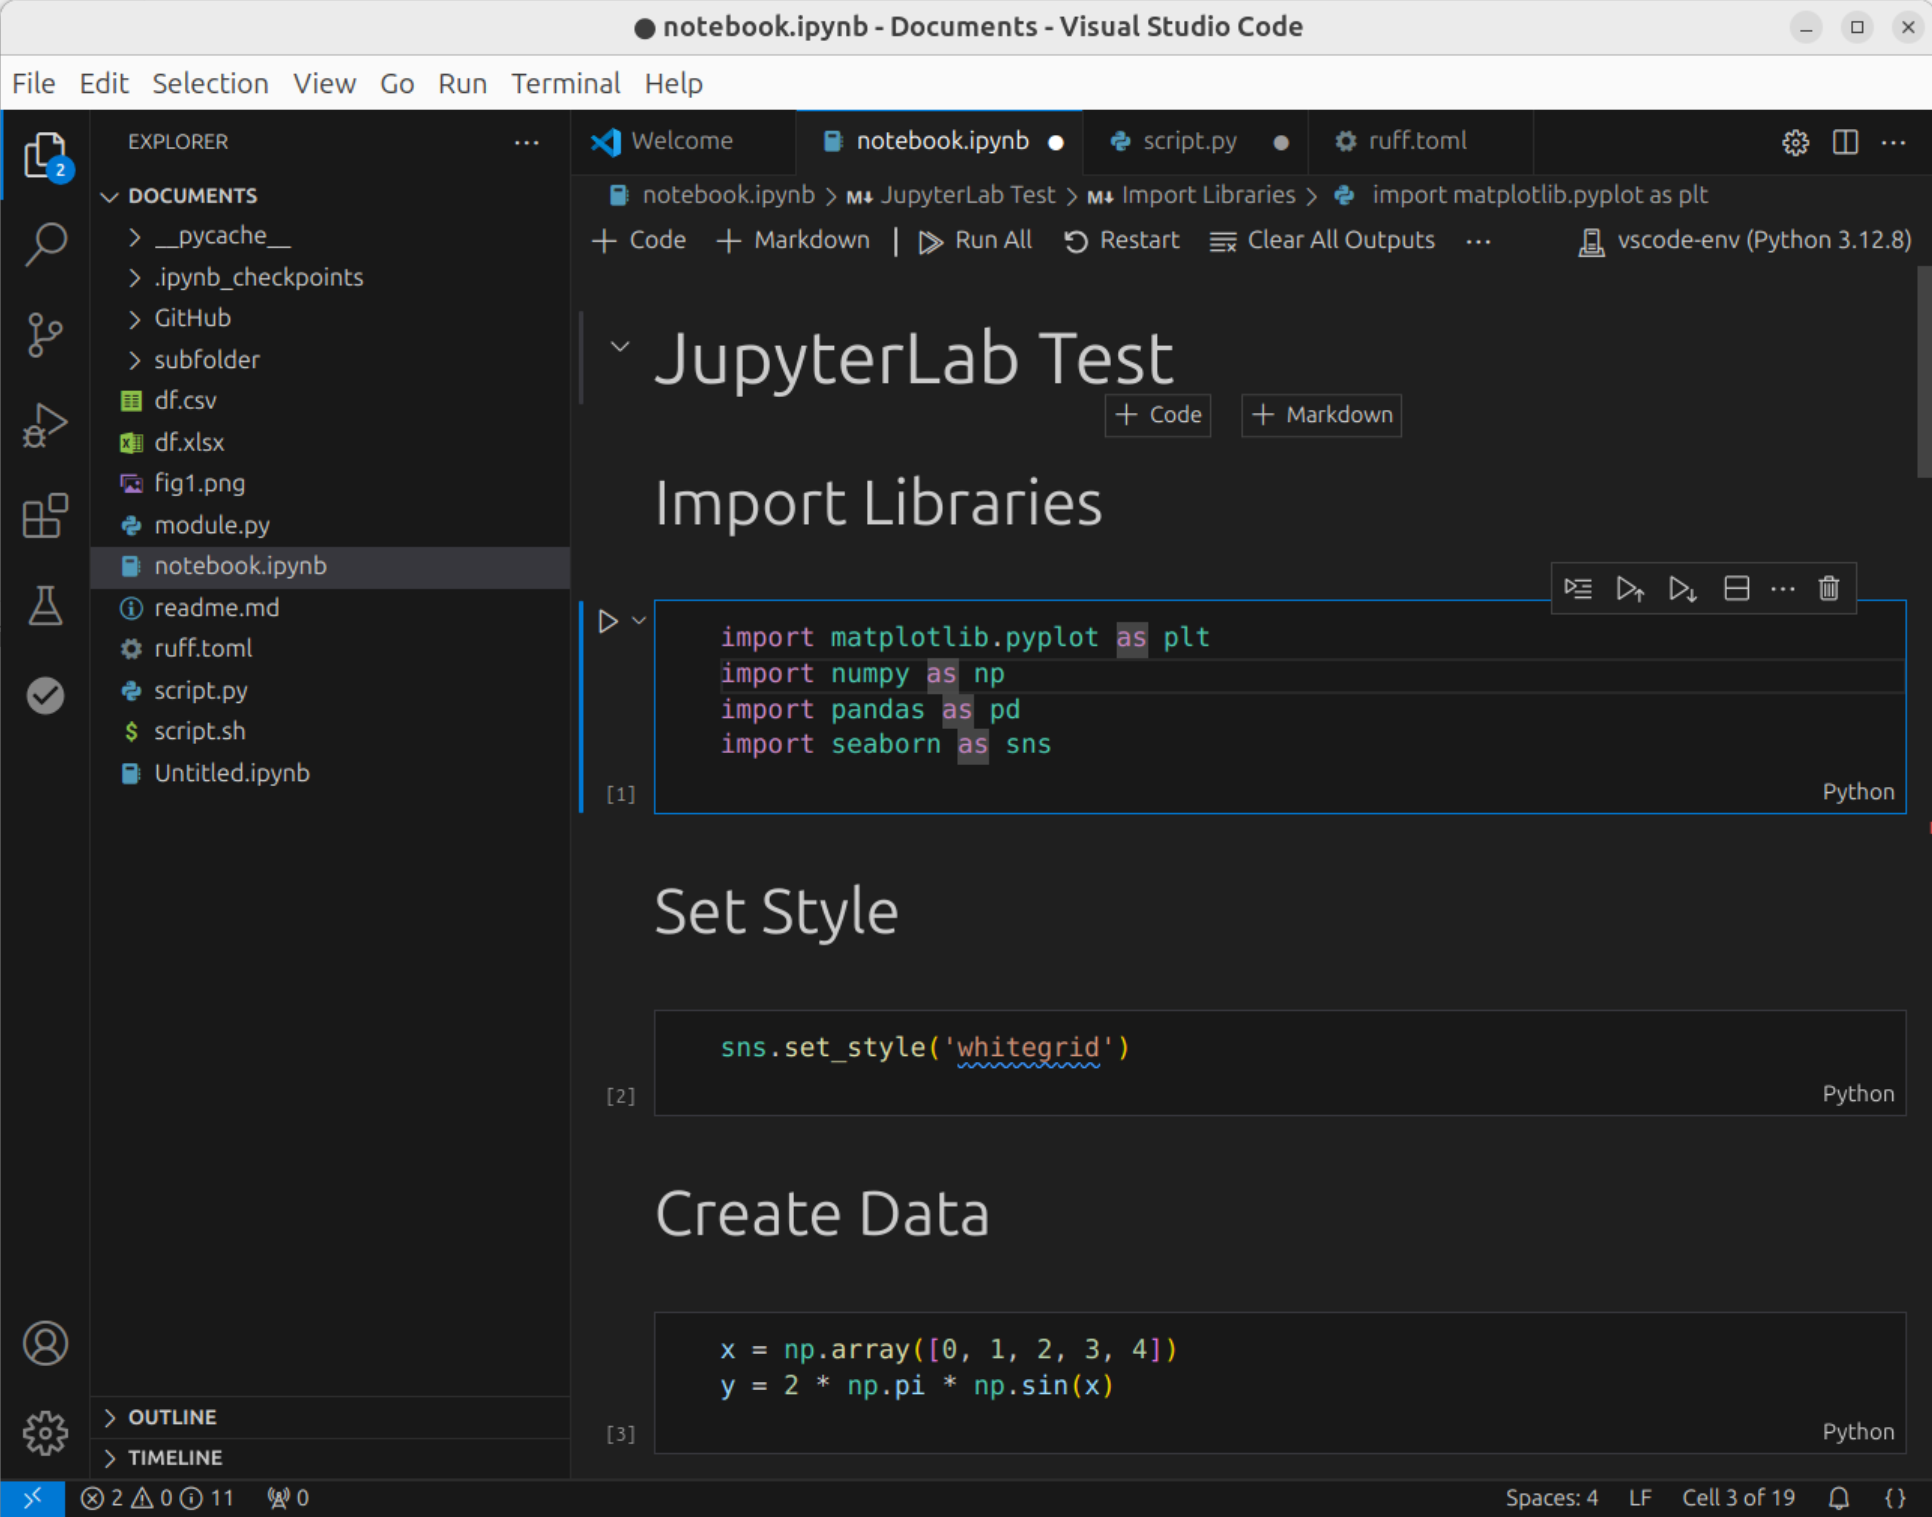 ● notebook.ipynb - Documents - Visual Studio Code
File Edit Selection View Go Run Terminal Help
2
EXPLORER
DOCUMENTS
__pycache__
.ipynb_checkpoints
GitHub
subfolder
df.csv
df.xlsx
fig1.png
module.py
notebook.ipynb
readme.md
ruff.toml
script.py
script.sh
Untitled.ipynb
OUTLINE
TIMELINE
Welcome notebook.ipynb ● script.py ● ruff.toml
notebook.ipynb > M↓ JupyterLab Test > M↓ Import Libraries > import matplotlib.pyplot as plt
+ Code + Markdown | Run All Restart Clear All Outputs ··· vscode-env (Python 3.12.8)
JupyterLab Test
+ Code + Markdown
Import Libraries
import matplotlib.pyplot as plt
import numpy as np
import pandas as pd
import seaborn as sns
[1] Python
Set Style
sns.set_style('whitegrid')
[2] Python
Create Data
x = np.array([0, 1, 2, 3, 4])
y = 2 * np.pi * np.sin(x)
[3] Python
2 0 11 0 Spaces: 4 LF Cell 3 of 19 {}